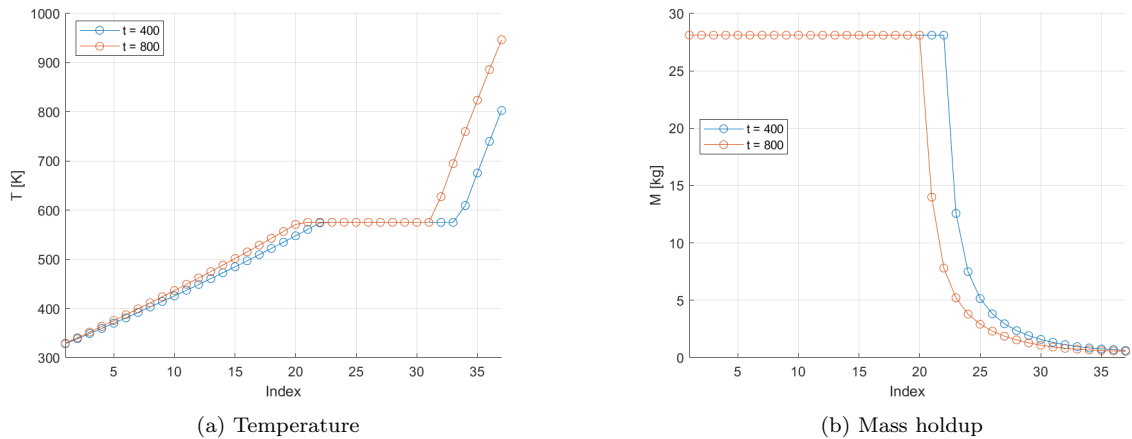 1000
900
800
700
600
500
400
300
T [K]
t = 400
t = 800
5 10 15 20 25 30 35
Index
(a) Temperature
30
25
20
15
10
5
0
M [kg]
t = 400
t = 800
5 10 15 20 25 30 35
Index
(b) Mass holdup